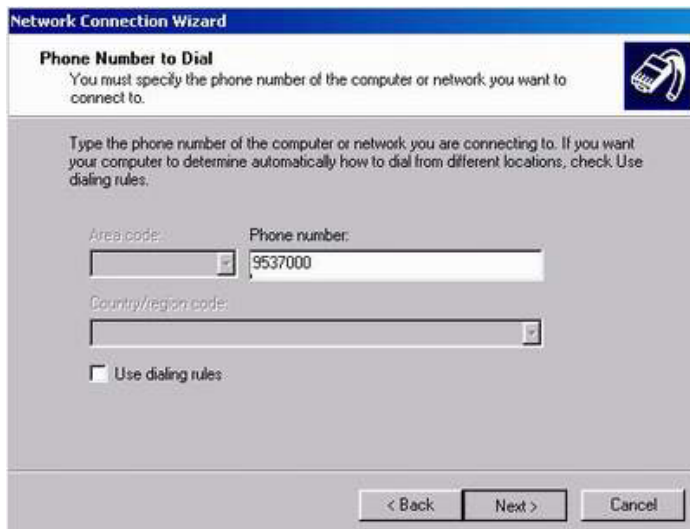 Network Connection Wizard
Phone Number to Dial
You must specify the phone number of the computer or network you want to
connect to.
Type the phone number of the computer or network you are connecting to. If you want
your computer to determine automatically how to dial from different locations, check Use
dialing rules.
Area code: Phone number:
9537000
Country/region code:
Use dialing rules
< Back Next > Cancel